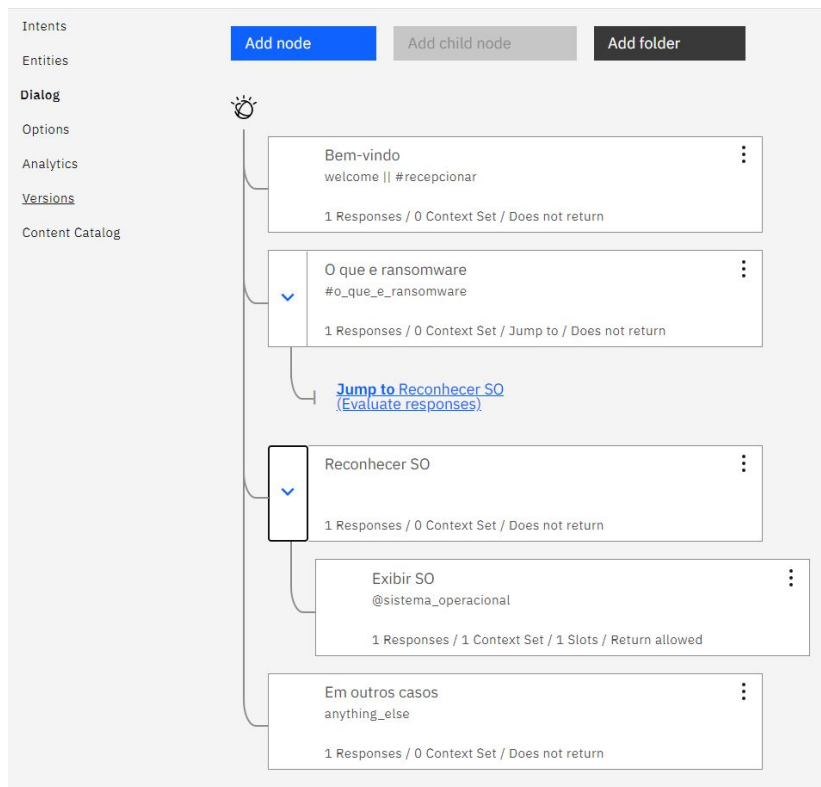 Intents
Entities
Dialog
Options
Analytics
Versions
Content Catalog
Add node
Add child node
Add folder
Bem-vindo
welcome || #recepcionar
1 Responses / 0 Context Set / Does not return
O que e ransomware
#o_que_e_ransomware
1 Responses / 0 Context Set / Jump to / Does not return
Jump to Reconhecer SO
(Evaluate responses)
Reconhecer SO
1 Responses / 0 Context Set / Does not return
Exibir SO
@sistema_operacional
1 Responses / 1 Context Set / 1 Slots / Return allowed
Em outros casos
anything_else
1 Responses / 0 Context Set / Does not return